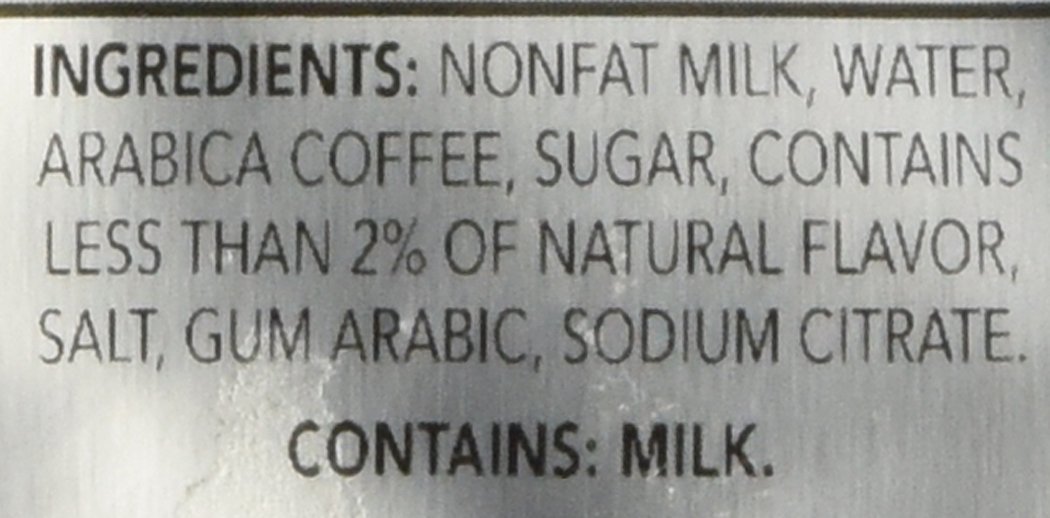 INGREDIENTS: NONFAT MILK, WATER,
ARABICA COFFEE, SUGAR, CONTAINS
LESS THAN 2% OF NATURAL FLAVOR,
SALT, GUM ARABIC, SODIUM CITRATE.
CONTAINS: MILK.